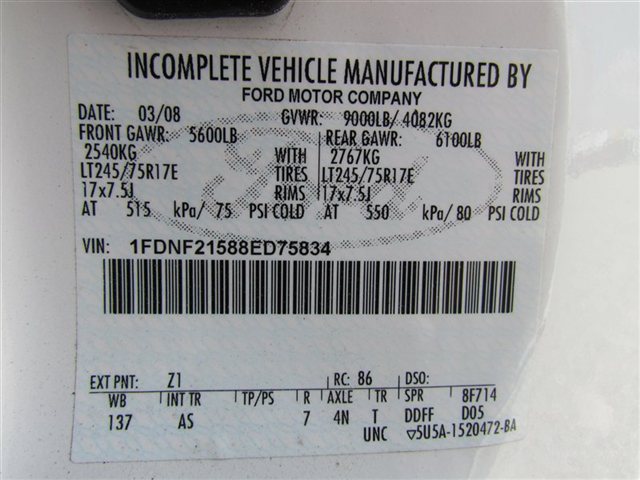 INCOMPLETE VEHICLE MANUFACTURED BY
FORD MOTOR COMPANY
DATE: 03/08 GVWR: 9000LB/ 4082KG
FRONT GAWR: 5600LB REAR GAWR: 6100LB
2540KG WITH 2767KG WITH
LT245/75R17E TIRES LT245/75R17E TIRES
17x7.5J RIMS 17x7.5J RIMS
AT 515 kPa/ 75 PSI COLD AT 550 kPa/ 80 PSI COLD
Ford
VIN: 1FDNF21588ED75834
EXT PNT: Z1 RC: 86 DSO:
WB INT TR TP/PS R AXLE TR SPR 8F714
137 AS 7 4N T DDFF D05
UNC ▽5U5A-1520472-BA